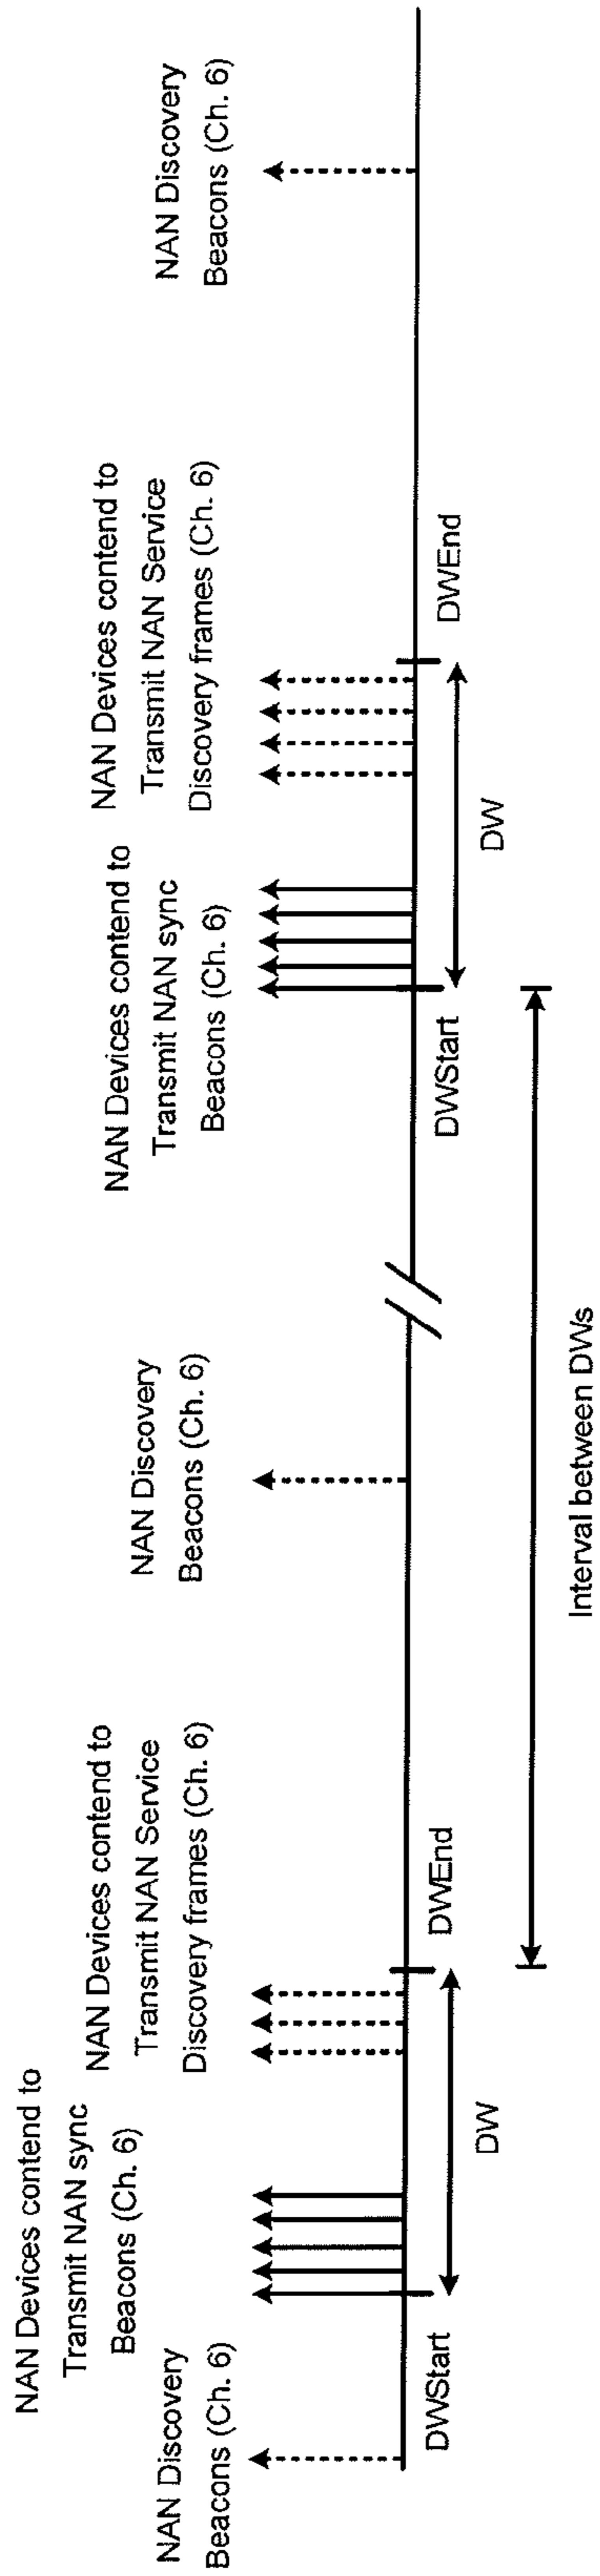 NAN Discovery
Beacons (Ch. 6)
NAN Devices contend to
Transmit NAN sync
Beacons (Ch. 6)
NAN Devices contend to
Transmit NAN Service
Discovery frames (Ch. 6)
NAN Discovery
Beacons (Ch. 6)
NAN Devices contend to
Transmit NAN sync
Beacons (Ch. 6)
NAN Devices contend to
Transmit NAN Service
Discovery frames (Ch. 6)
NAN Discovery
Beacons (Ch. 6)
DWStart
DWEnd
DWStart
DWEnd
DW
DW
Interval between DWs